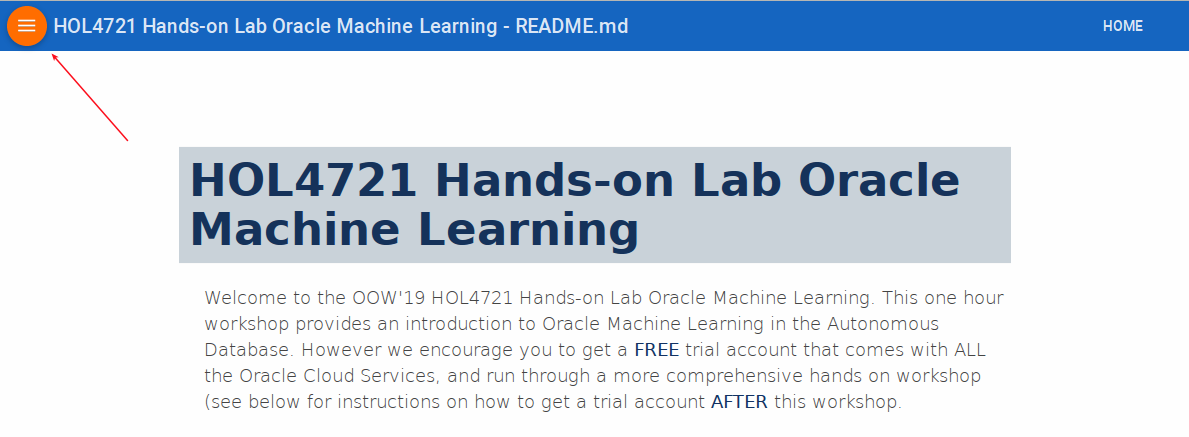 HOL4721 Hands-on Lab Oracle Machine Learning - README.md
HOME
HOL4721 Hands-on Lab Oracle
Machine Learning
Welcome to the OOW'19 HOL4721 Hands-on Lab Oracle Machine Learning. This one hour
workshop provides an introduction to Oracle Machine Learning in the Autonomous
Database. However we encourage you to get a FREE trial account that comes with ALL
the Oracle Cloud Services, and run through a more comprehensive hands on workshop
(see below for instructions on how to get a trial account AFTER this workshop.